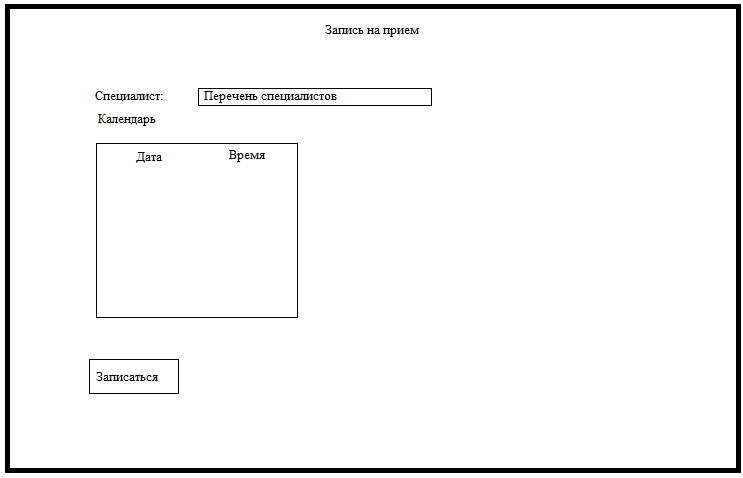 Запись на прием
Специалист: Перечень специалистов
Календарь
Дата Время
Записаться